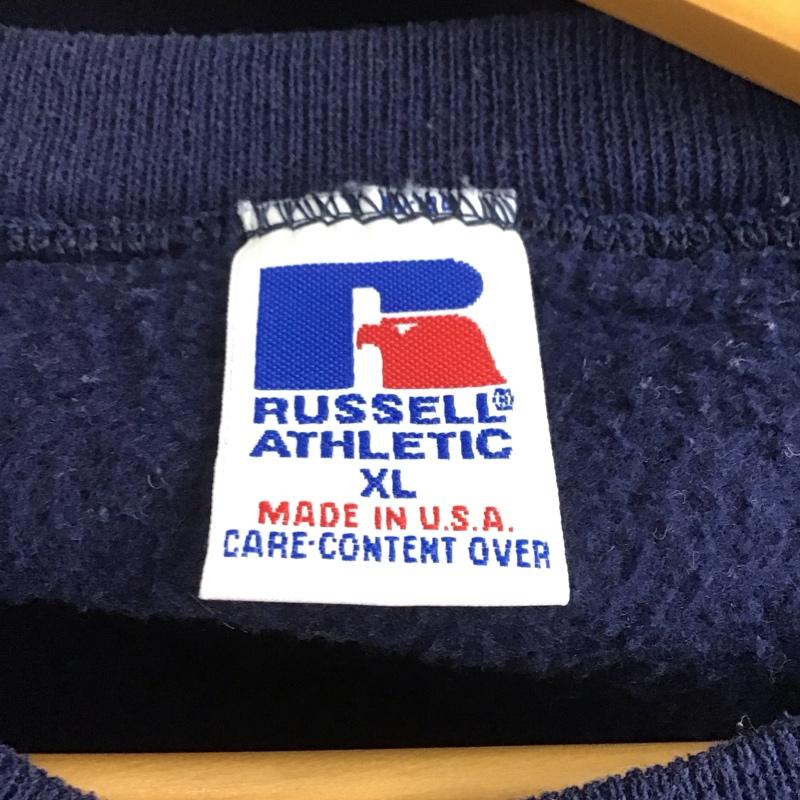 RUSSELL®
ATHLETIC
XL
MADE IN U.S.A.
CARE·CONTENT OVER